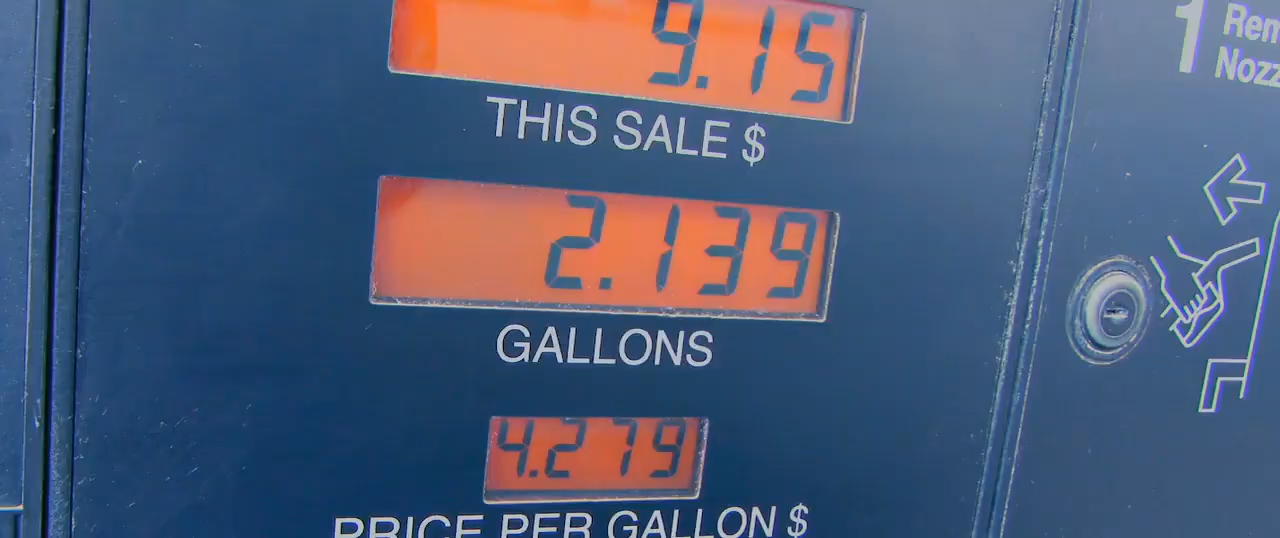 9.15
THIS SALE $
2.139
GALLONS
4.279
PRICE PER GALLON $
1